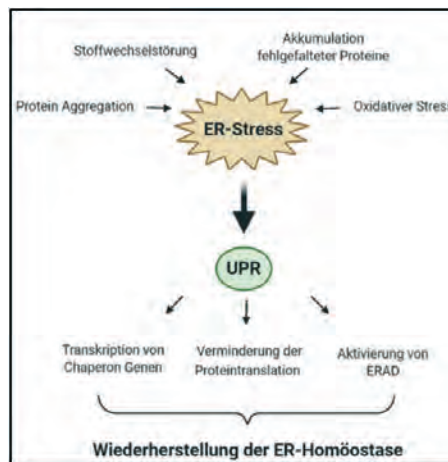 Stoffwechselstörung
Akkumulation
fehlgefalteter Proteine
Protein Aggregation
Oxidativer Stress
ER-Stress
UPR
Transkription von
Chaperon Genen
Verminderung der
Proteintranslation
Aktivierung von
ERAD
Wiederherstellung der ER-Homöostase